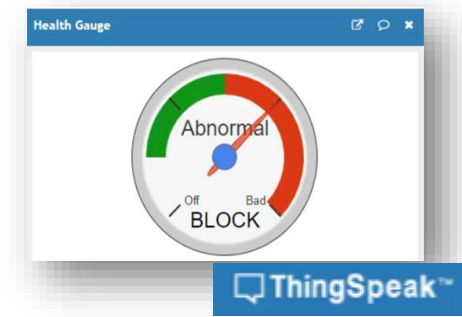 Health Gauge
Abnormal
Off Bad
BLOCK
ThingSpeak™